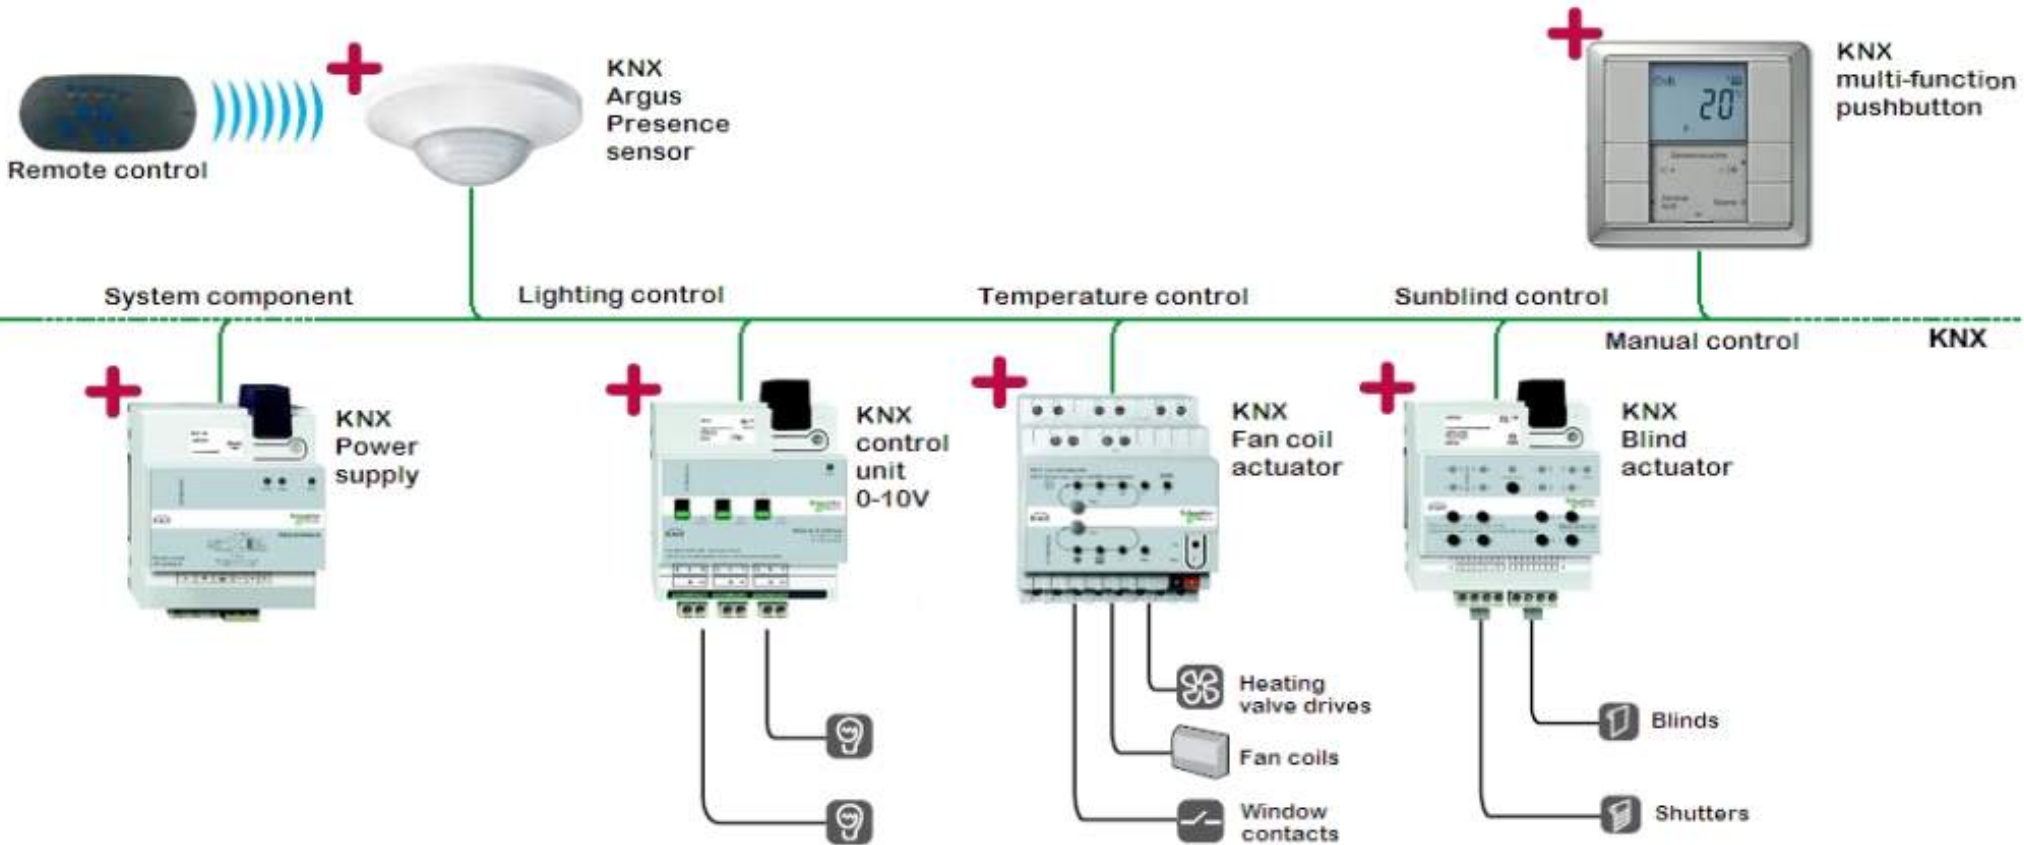 Remote control
KNX
Argus
Presence
sensor
20
KNX
multi-function
pushbutton
System component
Lighting control
Temperature control
Sunblind control
Manual control
KNX
KNX
Power
supply
KNX
control
unit
0-10V
KNX
Fan coil
actuator
KNX
Blind
actuator
Heating
valve drives
Fan coils
Window
contacts
Blinds
Shutters